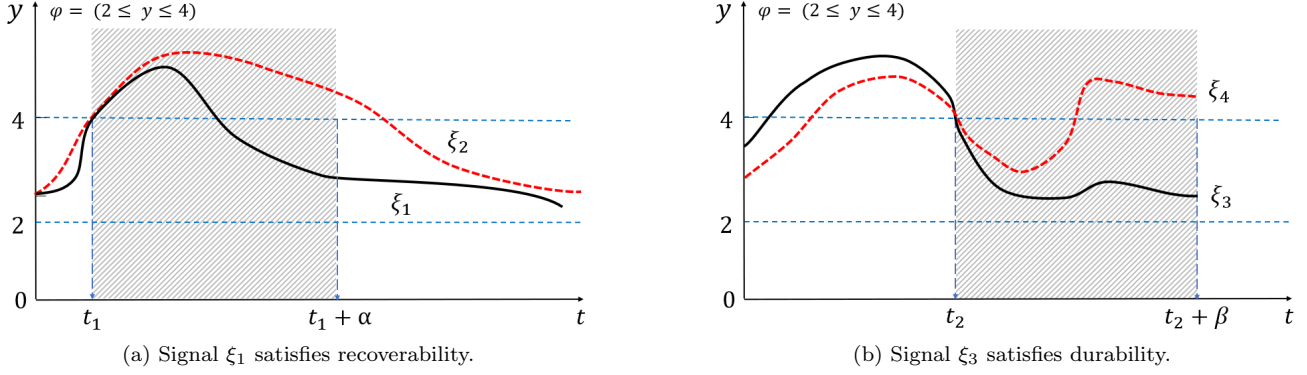 y φ = (2 ≤ y ≤ 4)
4
ξ₂
ξ₁
2
0
t₁ t₁ + α t
(a) Signal ξ₁ satisfies recoverability.
y φ = (2 ≤ y ≤ 4)
ξ₄
4
ξ₃
2
0
t₂ t₂ + β t
(b) Signal ξ₃ satisfies durability.